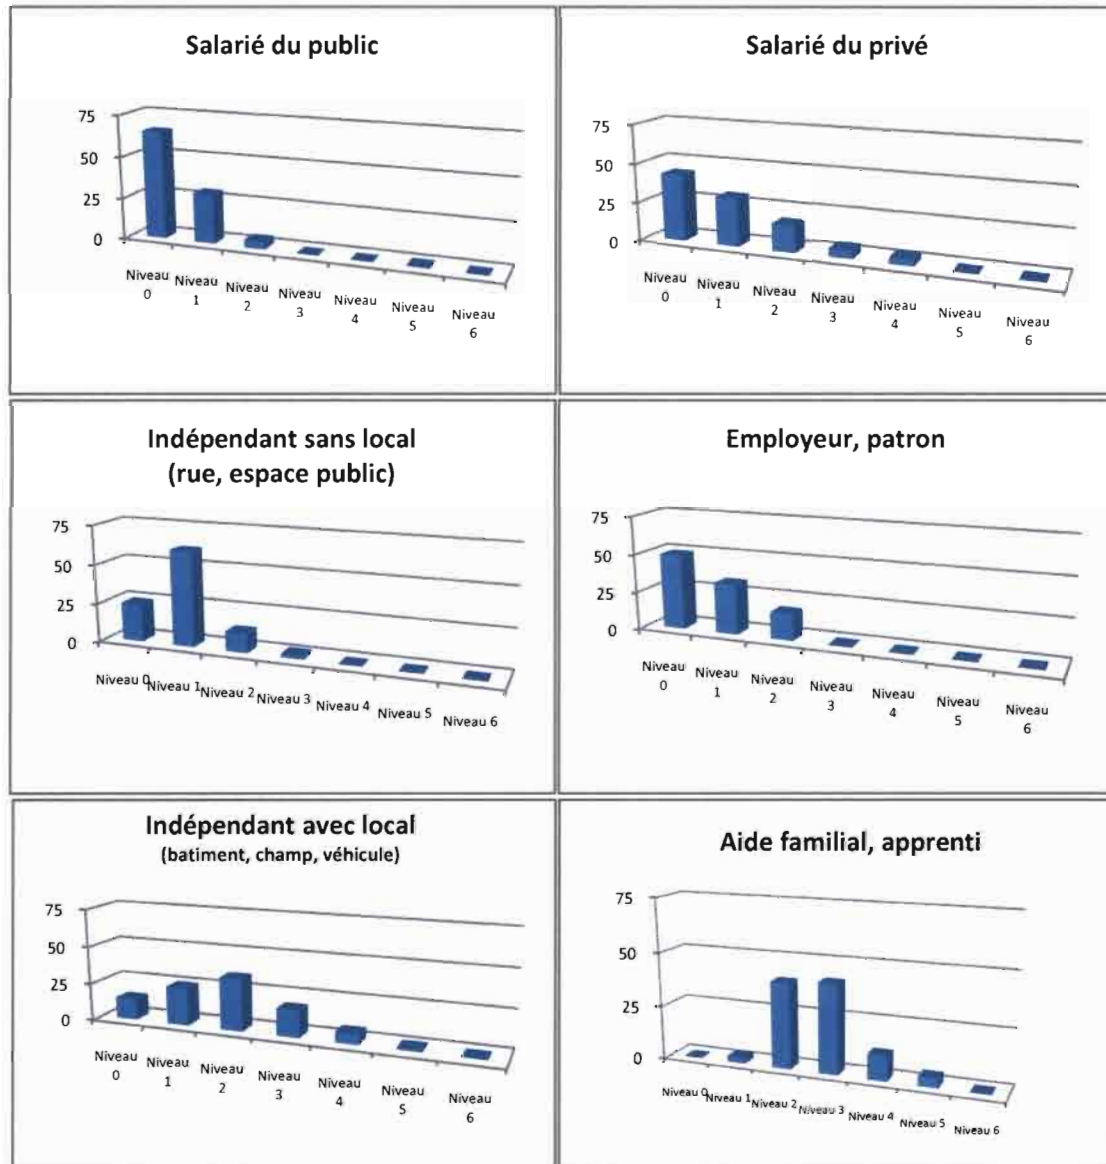 Salarié du public
75
50
25
0
Niveau 0
Niveau 1
Niveau 2
Niveau 3
Niveau 4
Niveau 5
Niveau 6
Salarié du privé
75
50
25
0
Niveau 0
Niveau 1
Niveau 2
Niveau 3
Niveau 4
Niveau 5
Niveau 6
Indépendant sans local
(rue, espace public)
75
50
25
0
Niveau 0
Niveau 1
Niveau 2
Niveau 3
Niveau 4
Niveau 5
Niveau 6
Employeur, patron
75
50
25
0
Niveau 0
Niveau 1
Niveau 2
Niveau 3
Niveau 4
Niveau 5
Niveau 6
Indépendant avec local
(batiment, champ, véhicule)
75
50
25
0
Niveau 0
Niveau 1
Niveau 2
Niveau 3
Niveau 4
Niveau 5
Niveau 6
Aide familial, apprenti
75
50
25
0
Niveau 0
Niveau 1
Niveau 2
Niveau 3
Niveau 4
Niveau 5
Niveau 6